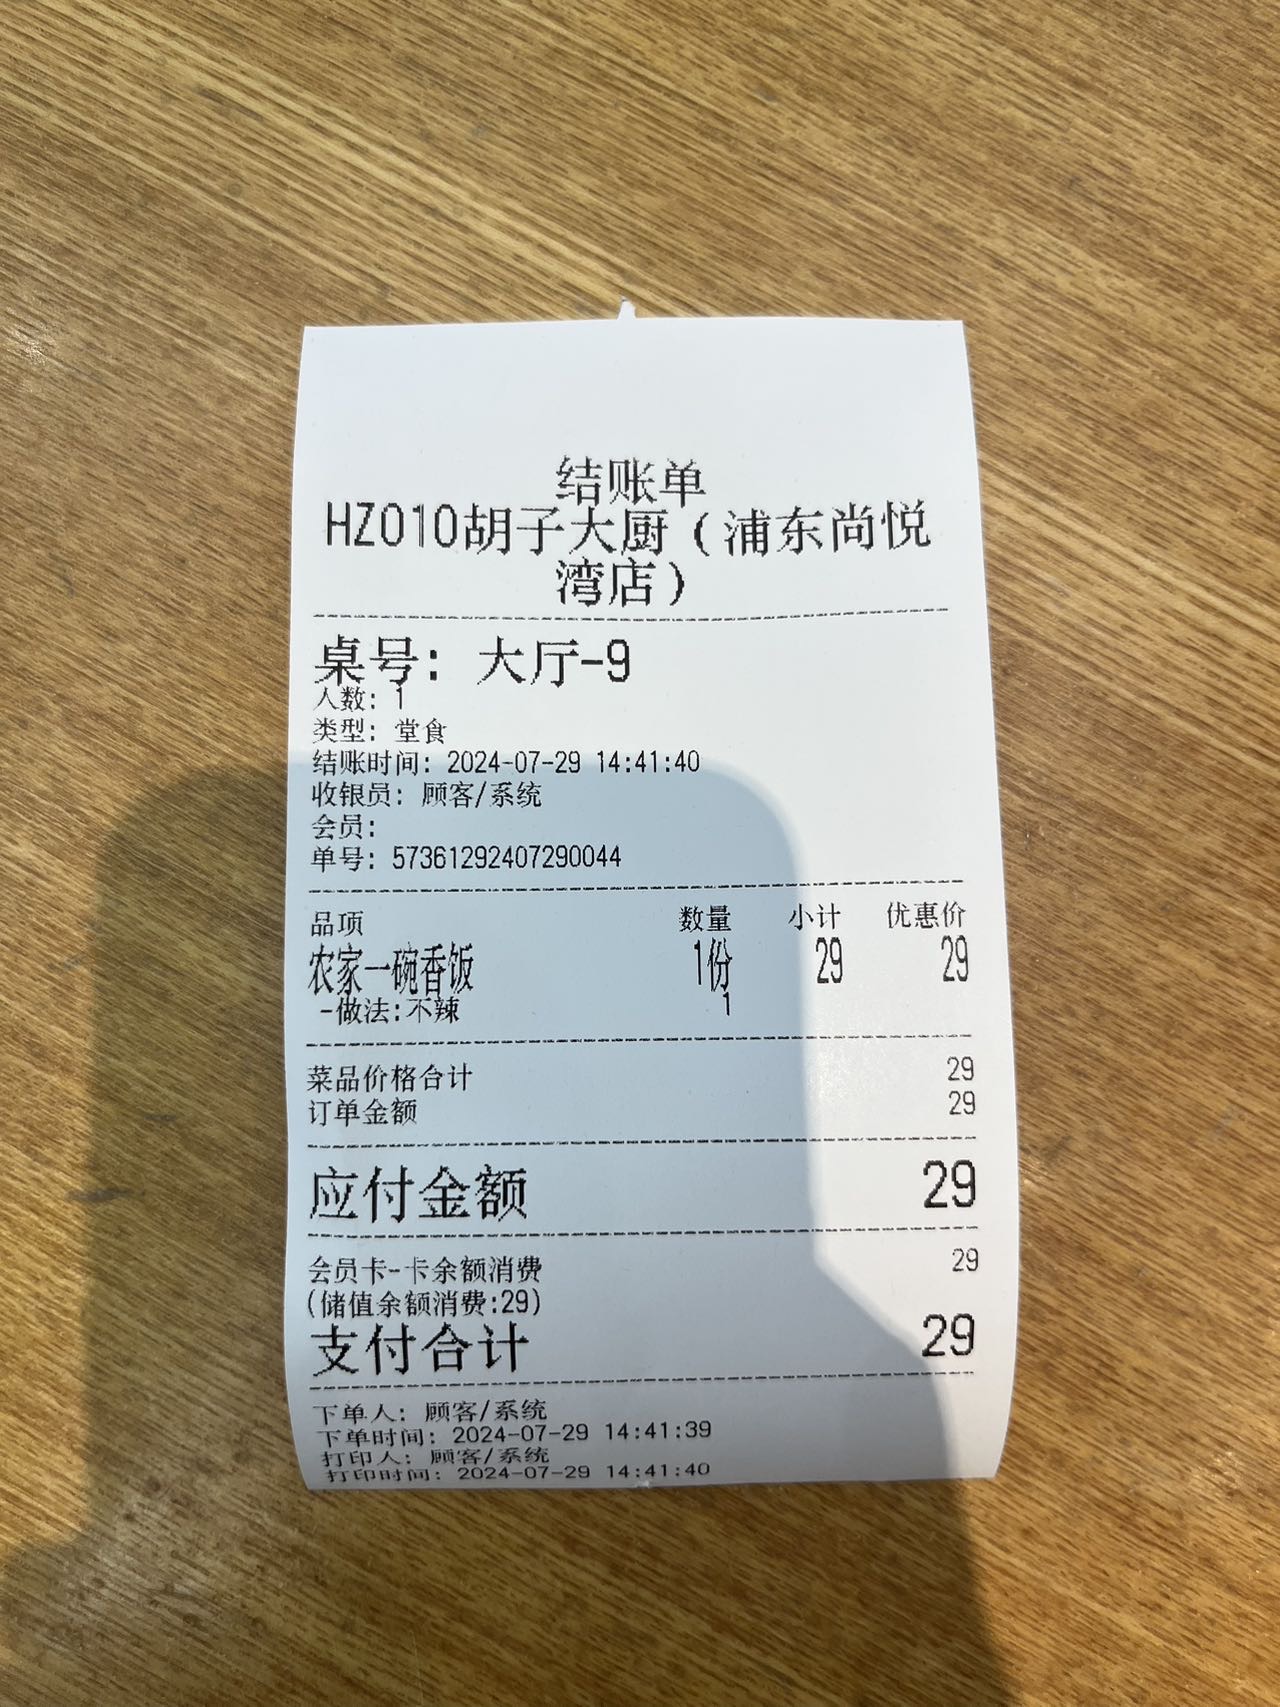 结账单
HZ010胡子大厨(浦东尚悦
湾店)
桌号: 大厅-9
人数: 1
类型: 堂食
结账时间: 2024-07-29 14:41:40
收银员: 顾客/系统
会员:
单号: 57361292407290044
品项 数量 小计 优惠价
农家一碗香饭 1份 29 29
-做法:不辣 1
菜品价格合计 29
订单金额 29
应付金额 29
会员卡-卡余额消费 29
(储值余额消费:29)
支付合计 29
下单人: 顾客/系统
下单时间: 2024-07-29 14:41:39
打印人: 顾客/系统
打印时间: 2024-07-29 14:41:40